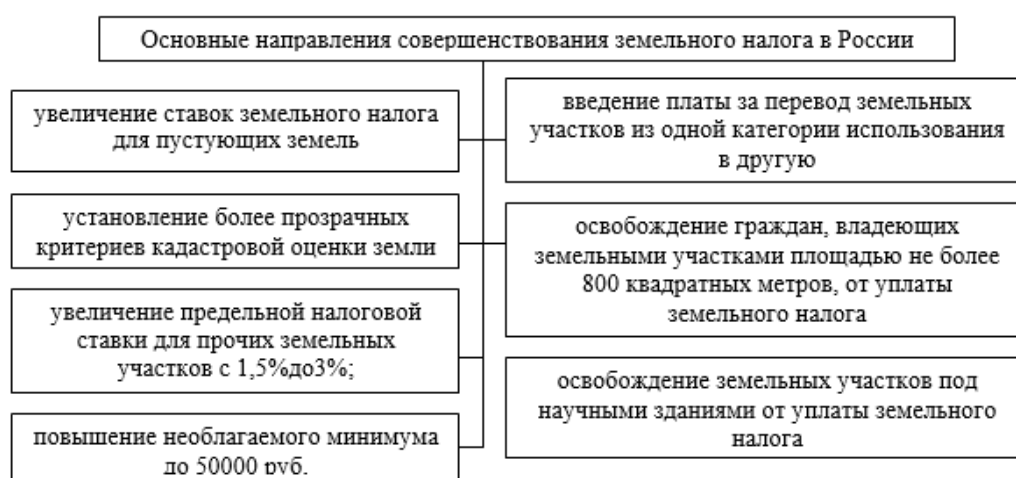 Основные направления совершенствования земельного налога в России
увеличение ставок земельного налога
для пустующих земель
установление более прозрачных
критериев кадастровой оценки земли
увеличение предельной налоговой
ставки для прочих земельных
участков с 1,5%до3%;
повышение необлагаемого минимума
до 50000 руб.
введение платы за перевод земельных
участков из одной категории использования
в другую
освобождение граждан, владеющих
земельными участками площадью не более
800 квадратных метров, от уплаты
земельного налога
освобождение земельных участков под
научными зданиями от уплаты земельного
налога